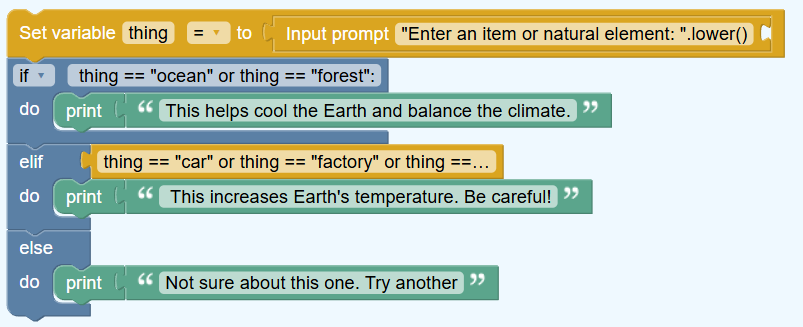 Set variable thing = to Input prompt "Enter an item or natural element: ".lower()
if thing == "ocean" or thing == "forest":
do print “ This helps cool the Earth and balance the climate. ”
elif thing == "car" or thing == "factory" or thing ==...
do print “ This increases Earth's temperature. Be careful! ”
else
do print “ Not sure about this one. Try another ”